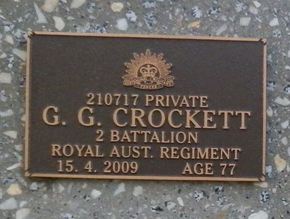 210717 PRIVATE
G. G. CROCKETT
2 BATTALION
ROYAL AUST. REGIMENT
15. 4. 2009 AGE 77